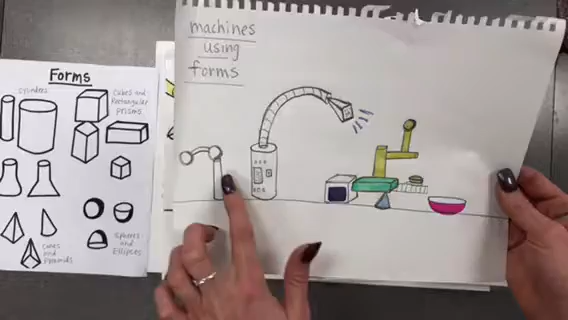 Forms
cylinders
Cubes and
Rectangular
prisms
Cones
and
Pyramids
Spheres
and
Ellipses
machines
using
forms